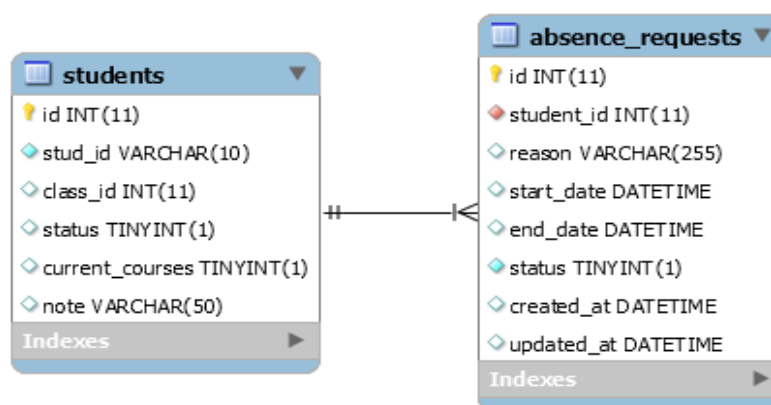 students
id INT(11)
stud_id VARCHAR(10)
class_id INT(11)
status TINYINT(1)
current_courses TINYINT(1)
note VARCHAR(50)
Indexes
absence_requests
id INT(11)
student_id INT(11)
reason VARCHAR(255)
start_date DATETIME
end_date DATETIME
status TINYINT(1)
created_at DATETIME
updated_at DATETIME
Indexes